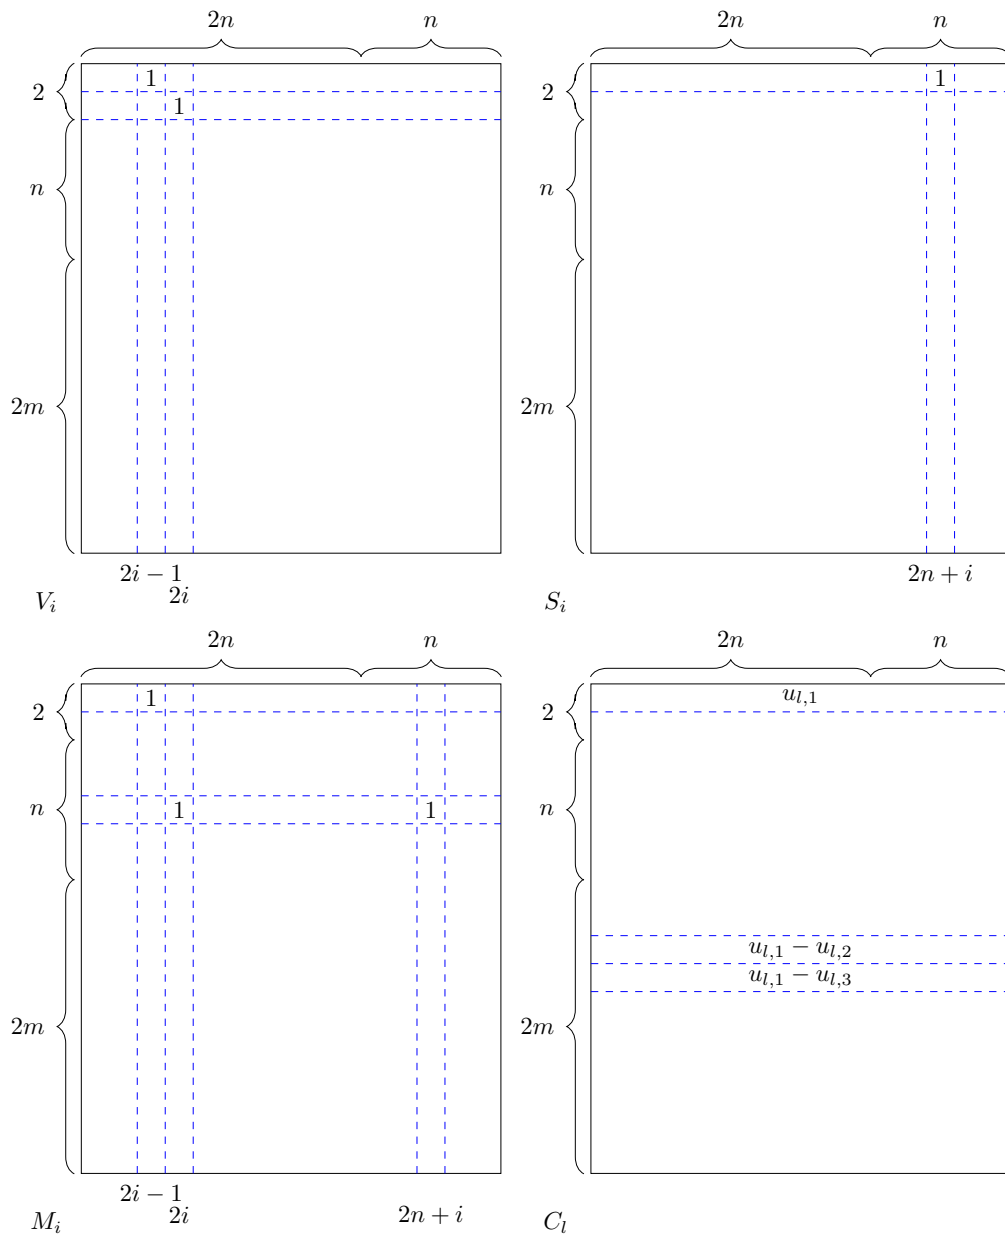 2n n
2n n
2
1
1
n
2m
2i − 1
2i
V_i
2
1
n
2m
2n + i
S_i
2n n
2n n
2
1
n
1 1
2m
2i − 1
2i
2n + i
M_i
2
u_{l,1}
n
u_{l,1} − u_{l,2}
u_{l,1} − u_{l,3}
2m
C_l